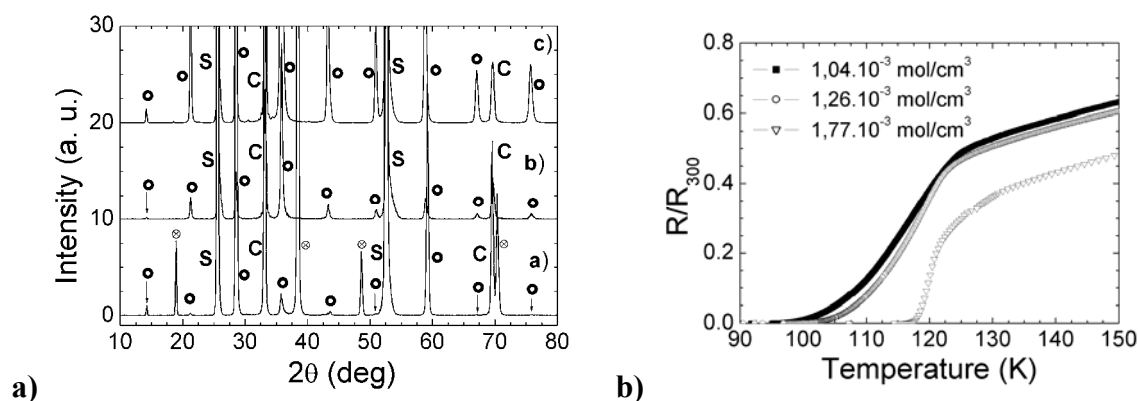 30
20
10
0
Intensity (a. u.)
S
C
S
C
c)
S
C
S
C
b)
S
C
S
C
a)
10 20 30 40 50 60 70 80
2θ (deg)
a)
0.8
0.6
0.4
0.2
0.0
R/R300
1,04.10-3 mol/cm3
1,26.10-3 mol/cm3
1,77.10-3 mol/cm3
90 100 110 120 130 140 150
Temperature (K)
b)